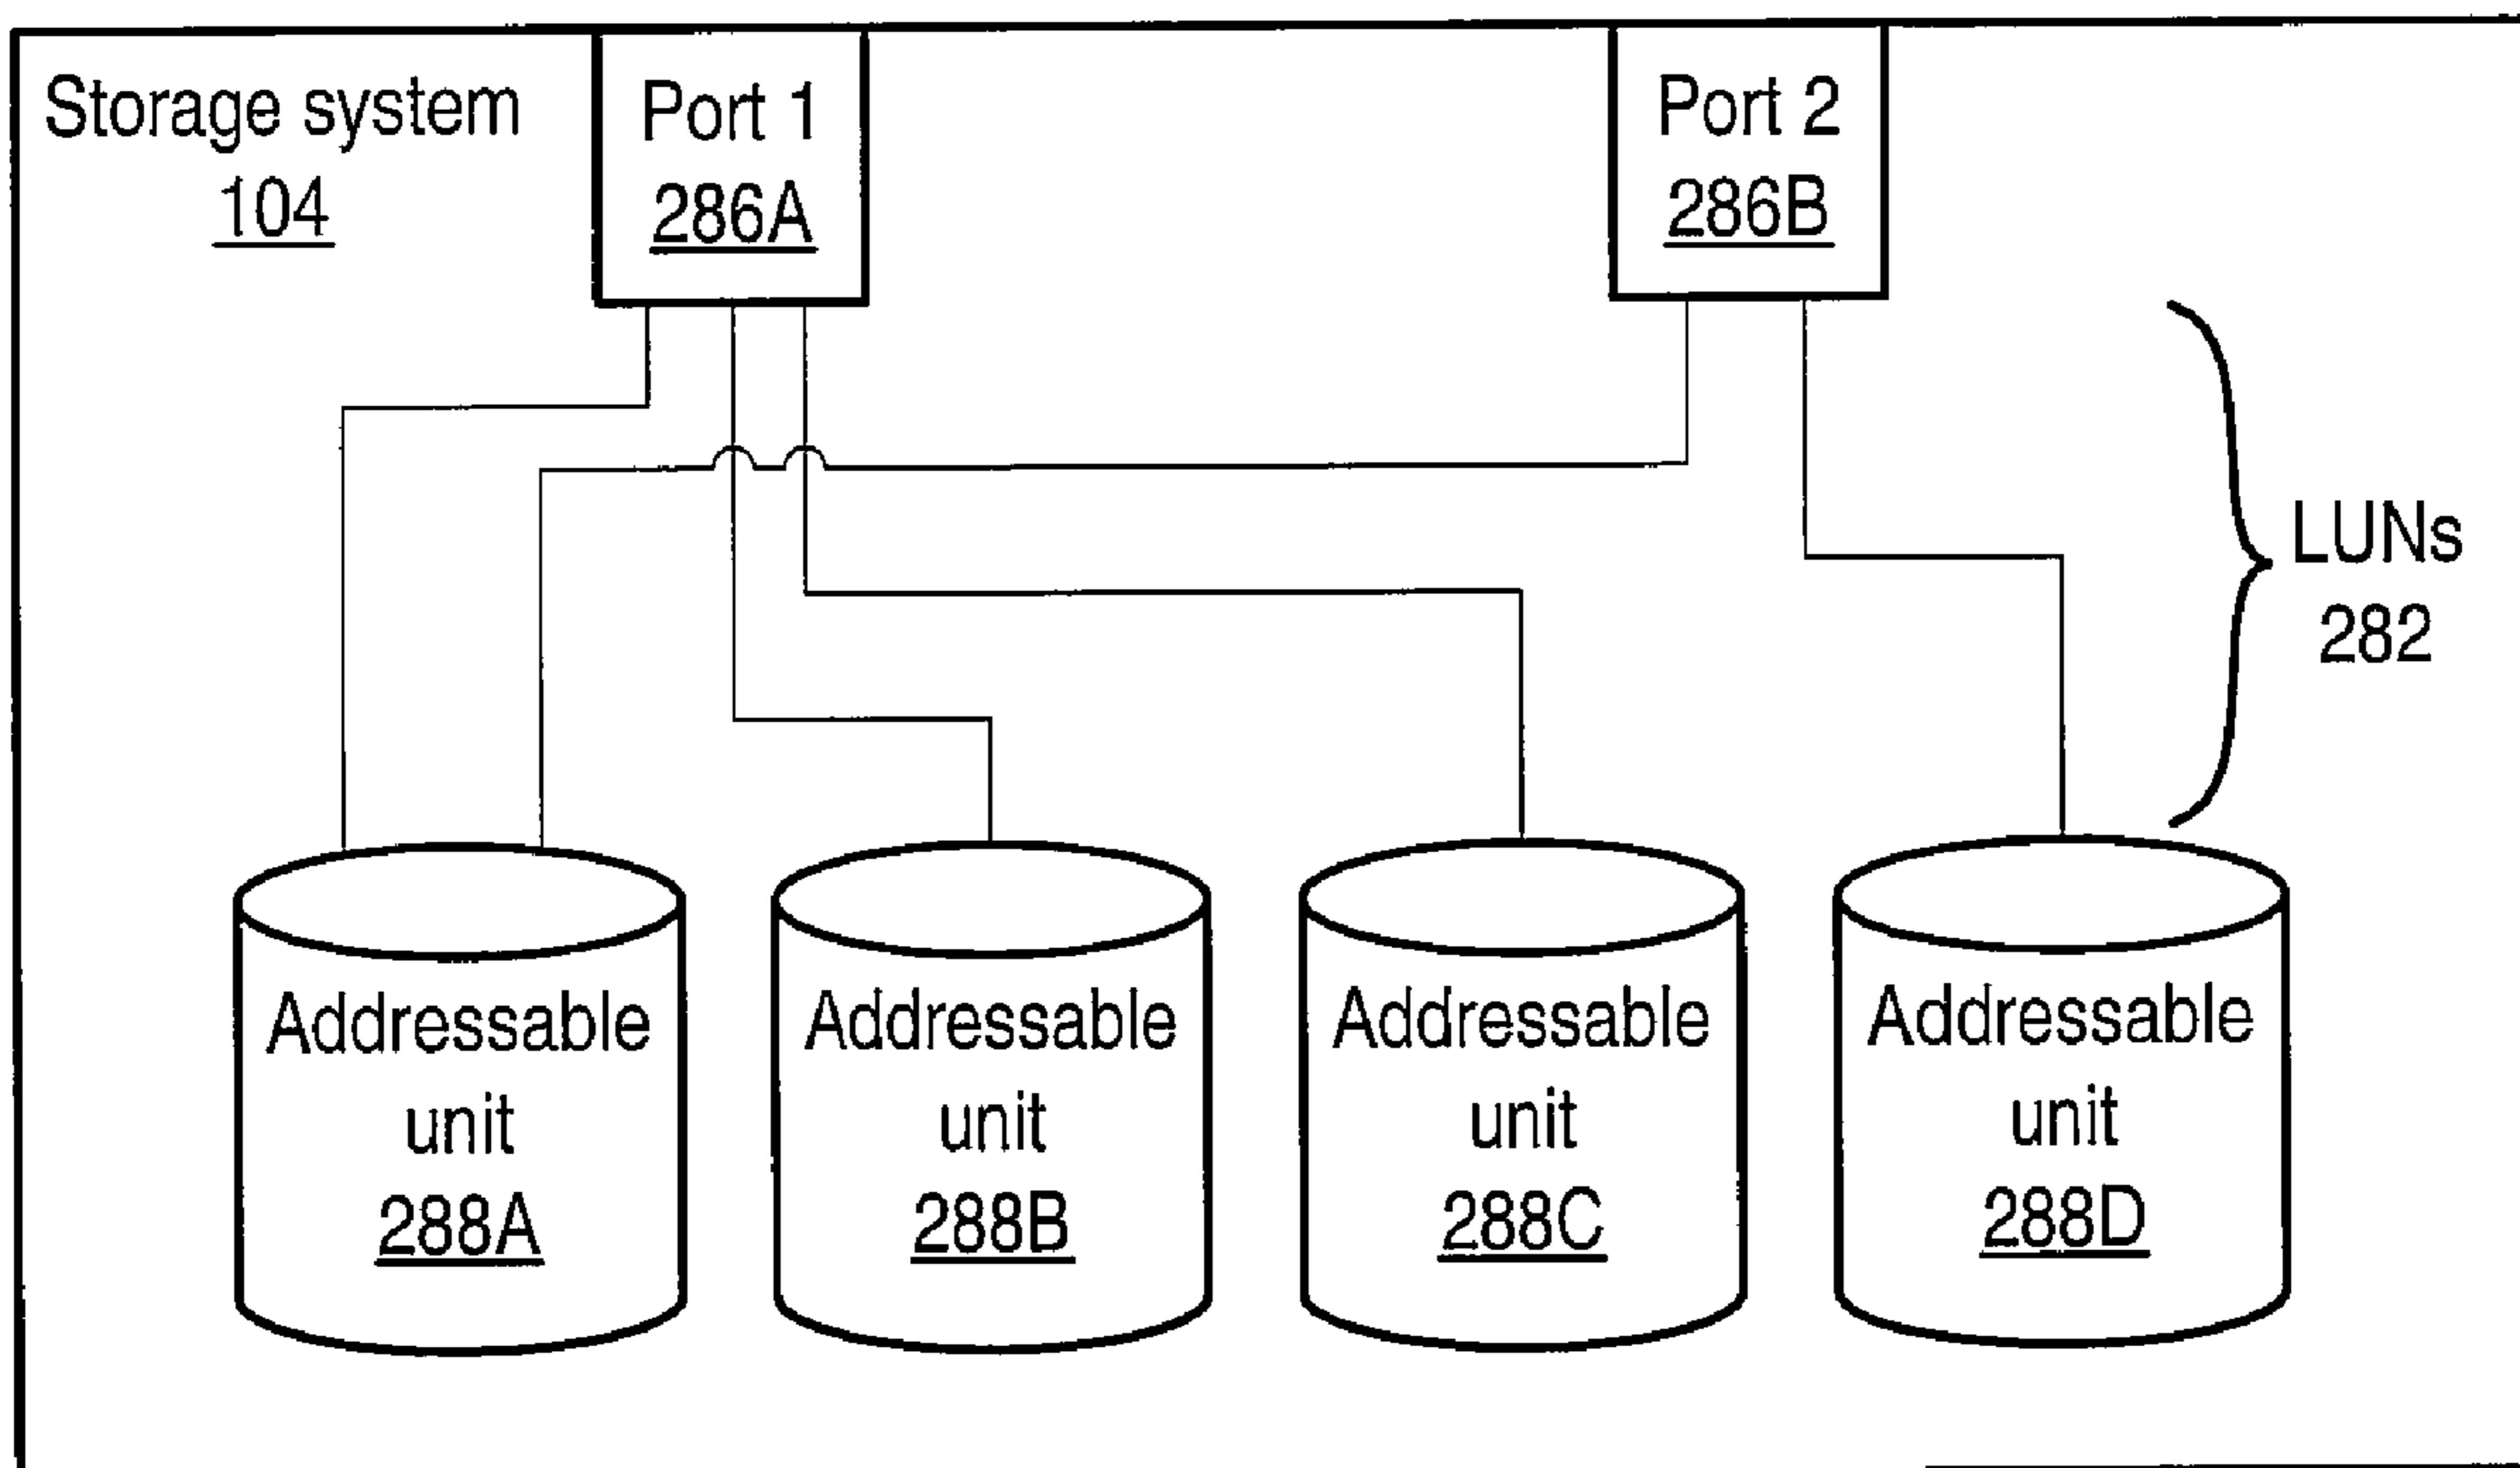 Storage system
104
Port 1
286A
Port 2
286B
LUNs
282
Addressable
unit
288A
Addressable
unit
288B
Addressable
unit
288C
Addressable
unit
288D